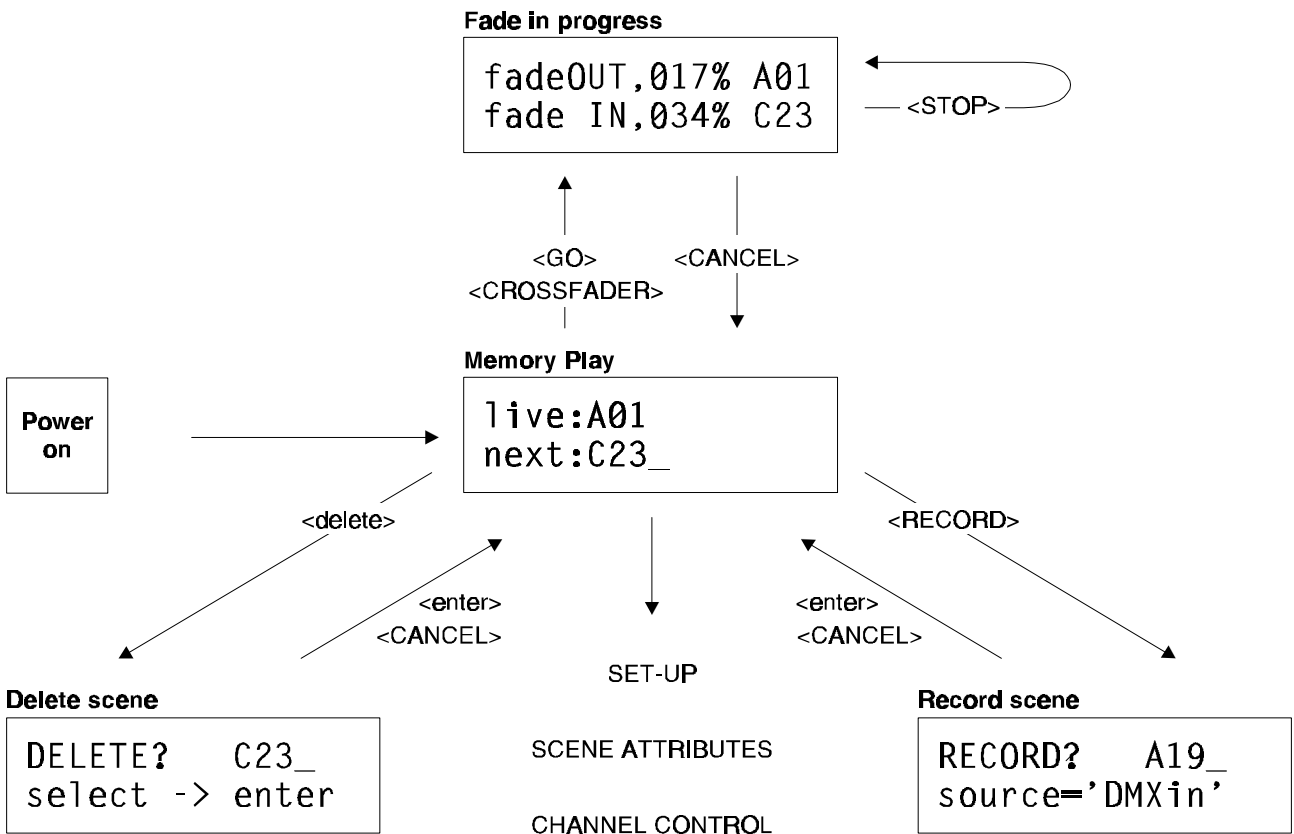 Fade in progress
fadeOUT,017% A01
fade IN,034% C23
<STOP>
<GO>
<CROSSFADER>
<CANCEL>
Memory Play
live:A01
next:C23_
Power
on
<delete>
<RECORD>
<enter>
<CANCEL>
<enter>
<CANCEL>
SET-UP
SCENE ATTRIBUTES
CHANNEL CONTROL
Delete scene
DELETE? C23_
select -> enter
Record scene
RECORD? A19_
source='DMXin'